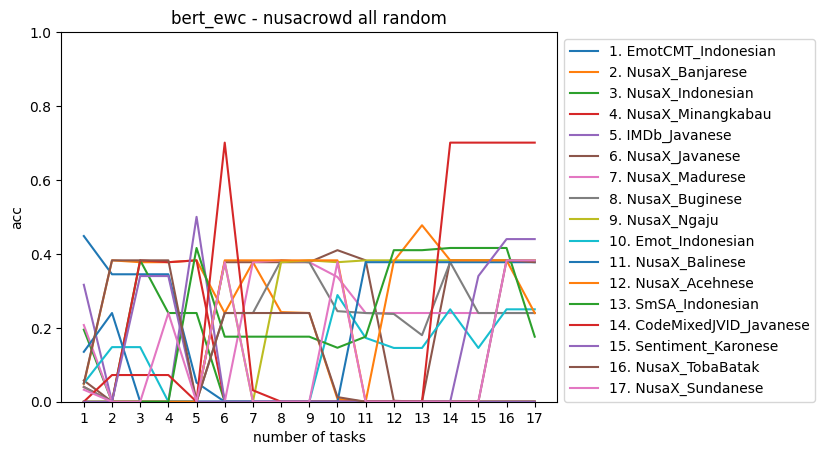 bert_ewc - nusacrowd all random
1.0
0.8
0.6
0.4
0.2
0.0
acc
1 2 3 4 5 6 7 8 9 10 11 12 13 14 15 16 17
number of tasks
1. EmotCMT_Indonesian
2. NusaX_Banjarese
3. NusaX_Indonesian
4. NusaX_Minangkabau
5. IMDb_Javanese
6. NusaX_Javanese
7. NusaX_Madurese
8. NusaX_Buginese
9. NusaX_Ngaju
10. Emot_Indonesian
11. NusaX_Balinese
12. NusaX_Acehnese
13. SmSA_Indonesian
14. CodeMixedJVID_Javanese
15. Sentiment_Karonese
16. NusaX_TobaBatak
17. NusaX_Sundanese